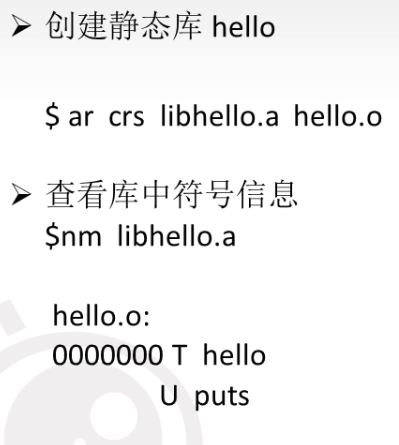 ➢ 创建静态库 hello
$ ar crs libhello.a hello.o
➢ 查看库中符号信息
$nm libhello.a
hello.o:
0000000 T hello
U puts